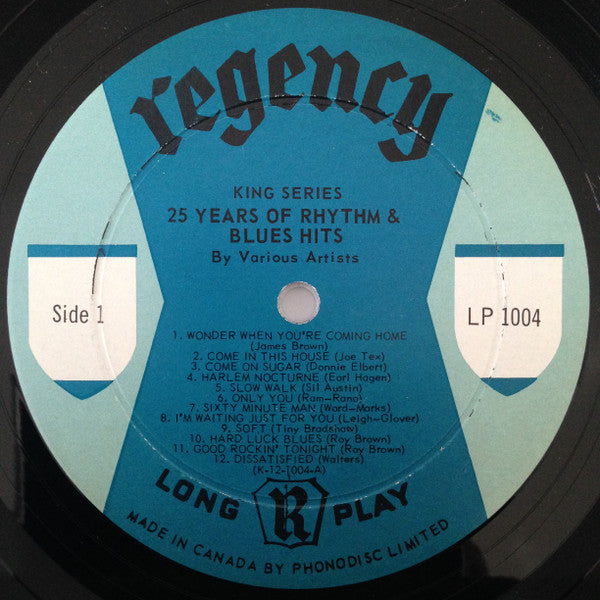 regency
KING SERIES
25 YEARS OF RHYTHM &
BLUES HITS
By Various Artists
Side 1
LP 1004
1. WONDER WHEN YOU'RE COMING HOME
(James Brown)
2. COME IN THIS HOUSE (Joe Tex)
3. COME ON SUGAR (Donnie Elbert)
4. HARLEM NOCTURNE (Earl Hagen)
5. SLOW WALK (Sil Austin)
6. ONLY YOU (Ram-Rano)
7. SIXTY MINUTE MAN (Ward-Marks)
8. I'M WAITING JUST FOR YOU (Leigh-Glover)
9. SOFT (Tiny Bradshaw)
10. HARD LUCK BLUES (Roy Brown)
11. GOOD ROCKIN' TONIGHT (Roy Brown)
12. DISSATISFIED (Walters)
(K-12-1004-A)
LONG R PLAY
MADE IN CANADA BY PHONODISC LIMITED